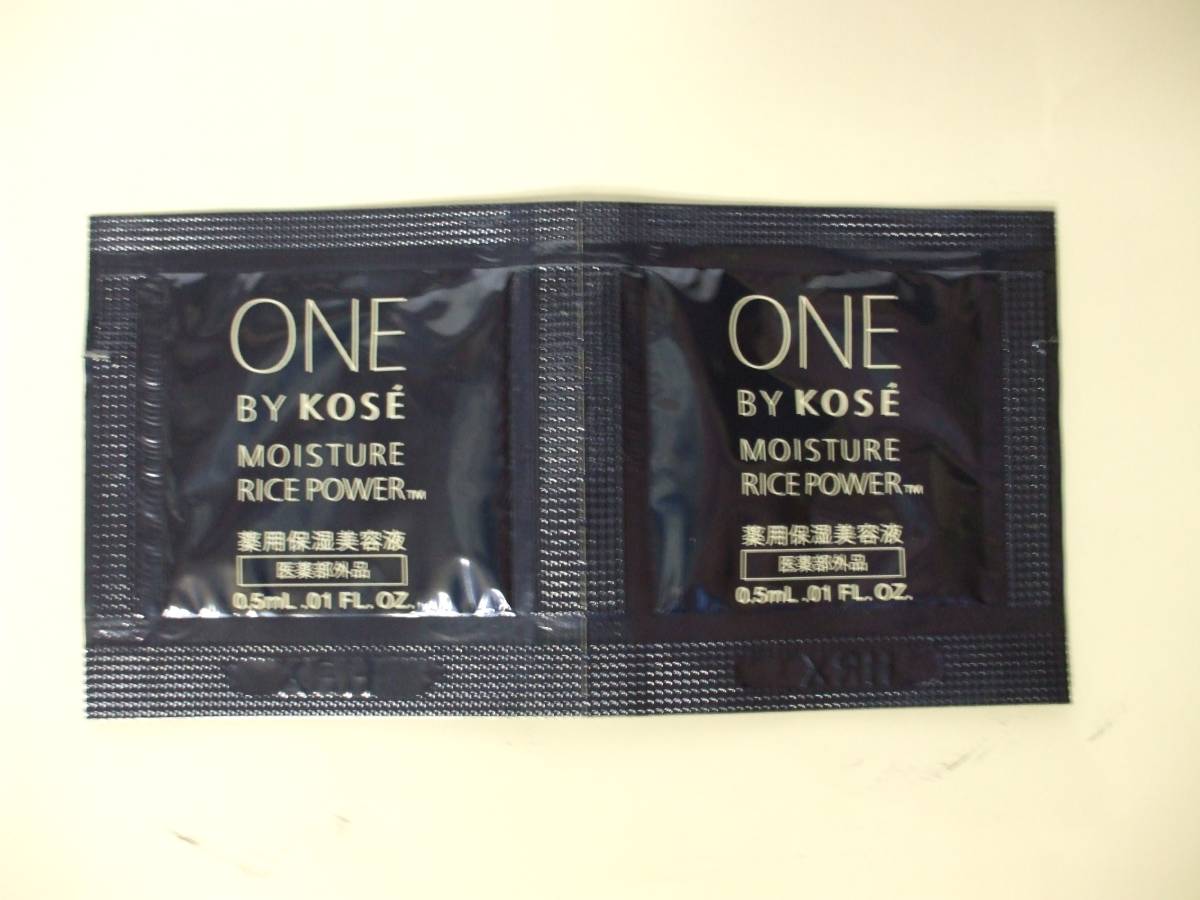 ONE
BY KOSÉ
MOISTURE
RICE POWER™
薬用保湿美容液
医薬部外品
0.5mL .01 FL. OZ.
ONE
BY KOSÉ
MOISTURE
RICE POWER™
薬用保湿美容液
医薬部外品
0.5mL .01 FL. OZ.